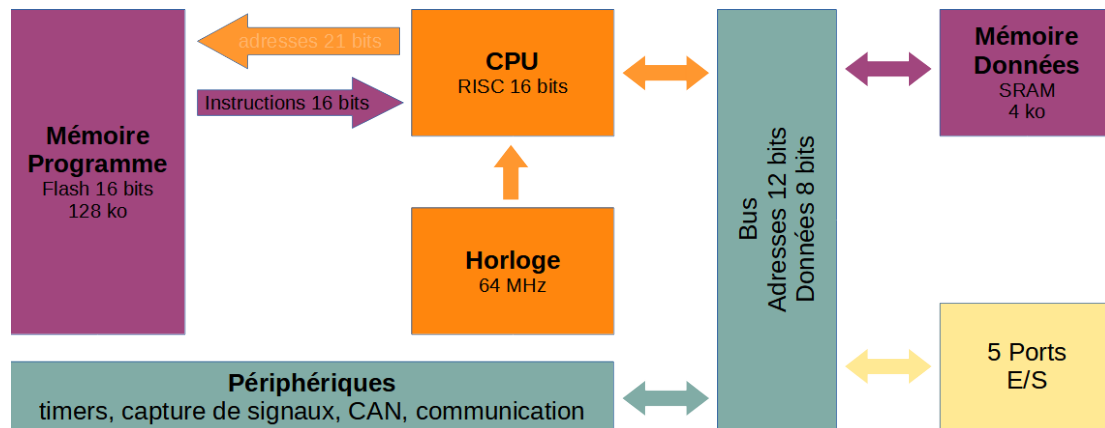 Mémoire
Programme
Flash 16 bits
128 ko
adresses 21 bits
Instructions 16 bits
CPU
RISC 16 bits
Horloge
64 MHz
Bus
Adresses 12 bits
Données 8 bits
Mémoire
Données
SRAM
4 ko
5 Ports
E/S
Périphériques
timers, capture de signaux, CAN, communication